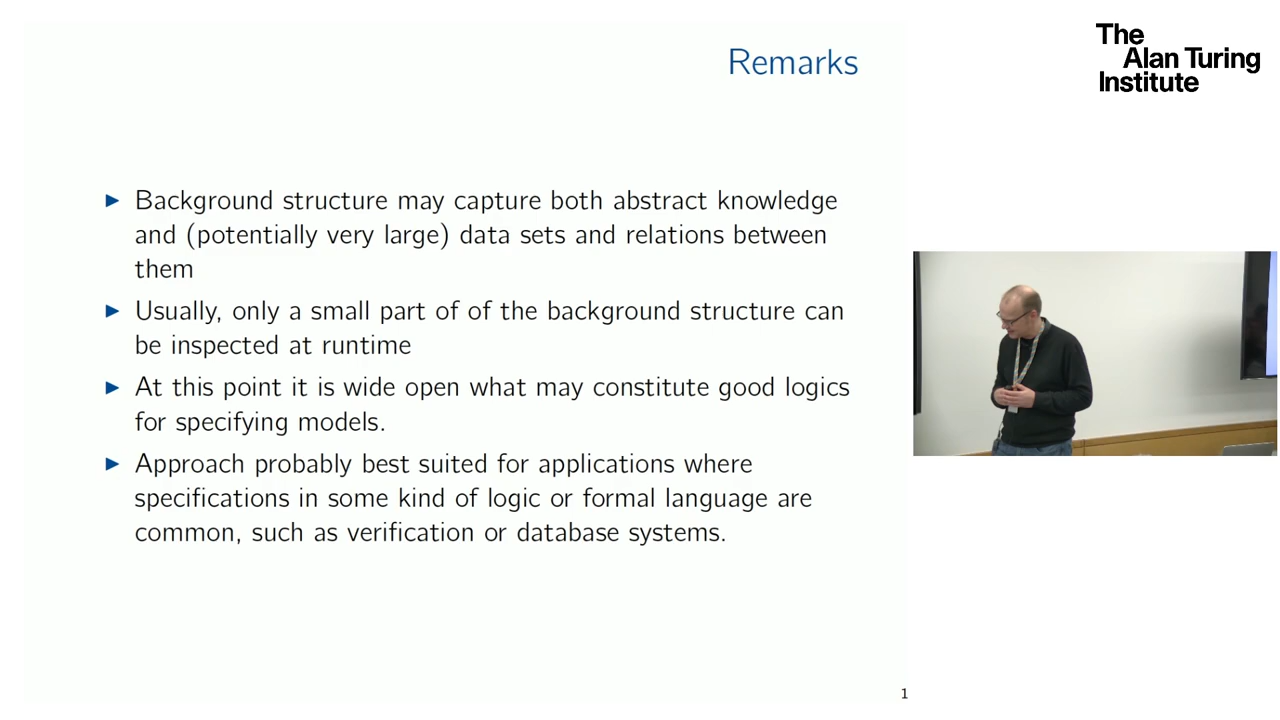 Remarks
The
Alan Turing
Institute
▶ Background structure may capture both abstract knowledge
and (potentially very large) data sets and relations between
them
▶ Usually, only a small part of of the background structure can
be inspected at runtime
▶ At this point it is wide open what may constitute good logics
for specifying models.
▶ Approach probably best suited for applications where
specifications in some kind of logic or formal language are
common, such as verification or database systems.
1